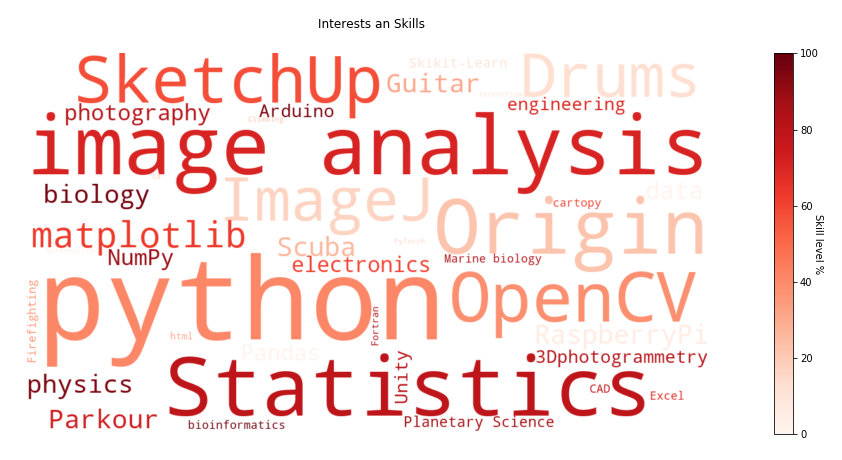 Interests an Skills
SketchUp
Skikit-Learn
Drums
Guitar
photography
Arduino
Climbing
engineering
image analysis
biology
ImageJ
data
cartopy
Origin
matplotlib
Scuba
PyTorch
NumPy
electronics
Marine biology
python
OpenCV
Firefighting
html
Fortran
RaspberryPi
Pandas
3Dphotogrammetry
physics
Statistics
Unity
CAD
Excel
Parkour
bioinformatics
Planetary Science
100
80
60
40
20
0
Skill level %